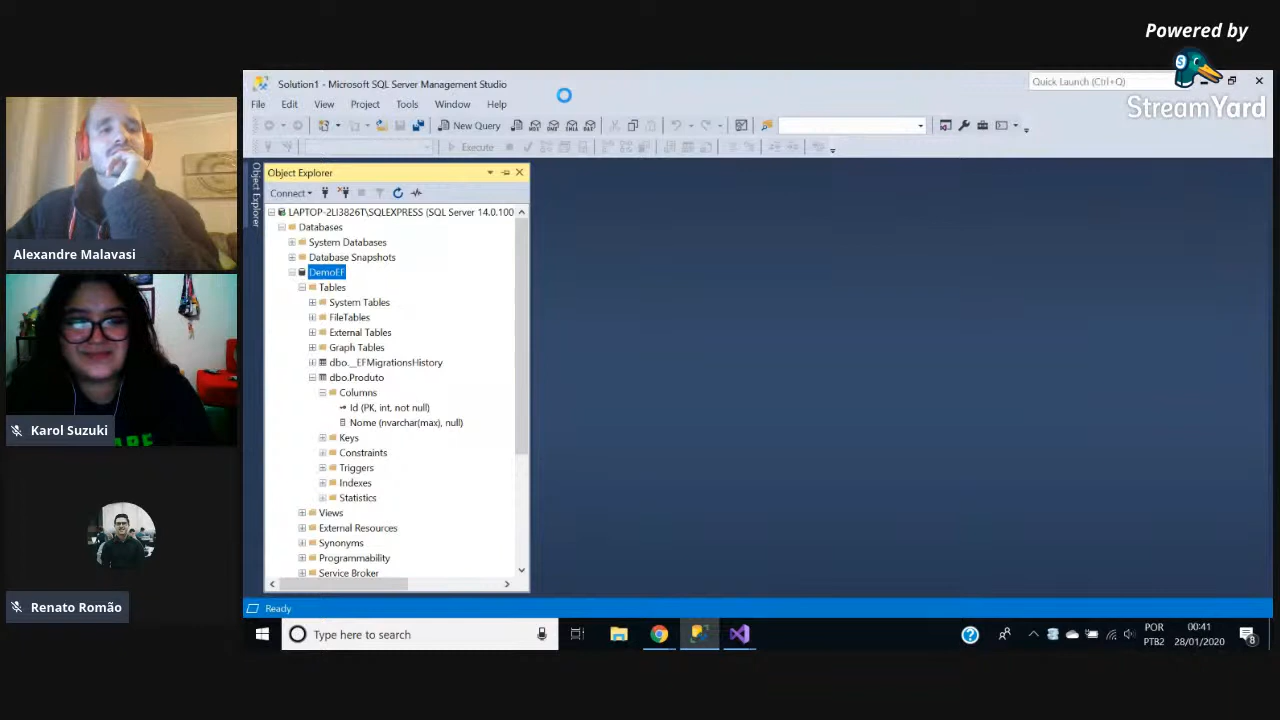 Powered by
StreamYard
Solution1 - Microsoft SQL Server Management Studio
Quick Launch (Ctrl+Q)
File Edit View Project Tools Window Help
New Query
Execute
Object Explorer
Object Explorer
Connect
LAPTOP-2LI3826T\SQLEXPRESS (SQL Server 14.0.100
Databases
System Databases
Database Snapshots
DemoEF
Tables
System Tables
FileTables
External Tables
Graph Tables
dbo.__EFMigrationsHistory
dbo.Produto
Columns
Id (PK, int, not null)
Nome (nvarchar(max), null)
Keys
Constraints
Triggers
Indexes
Statistics
Views
External Resources
Synonyms
Programmability
Service Broker
Ready
Type here to search
POR
PTB2
00:41
28/01/2020
8
Alexandre Malavasi
Karol Suzuki
Renato Romão